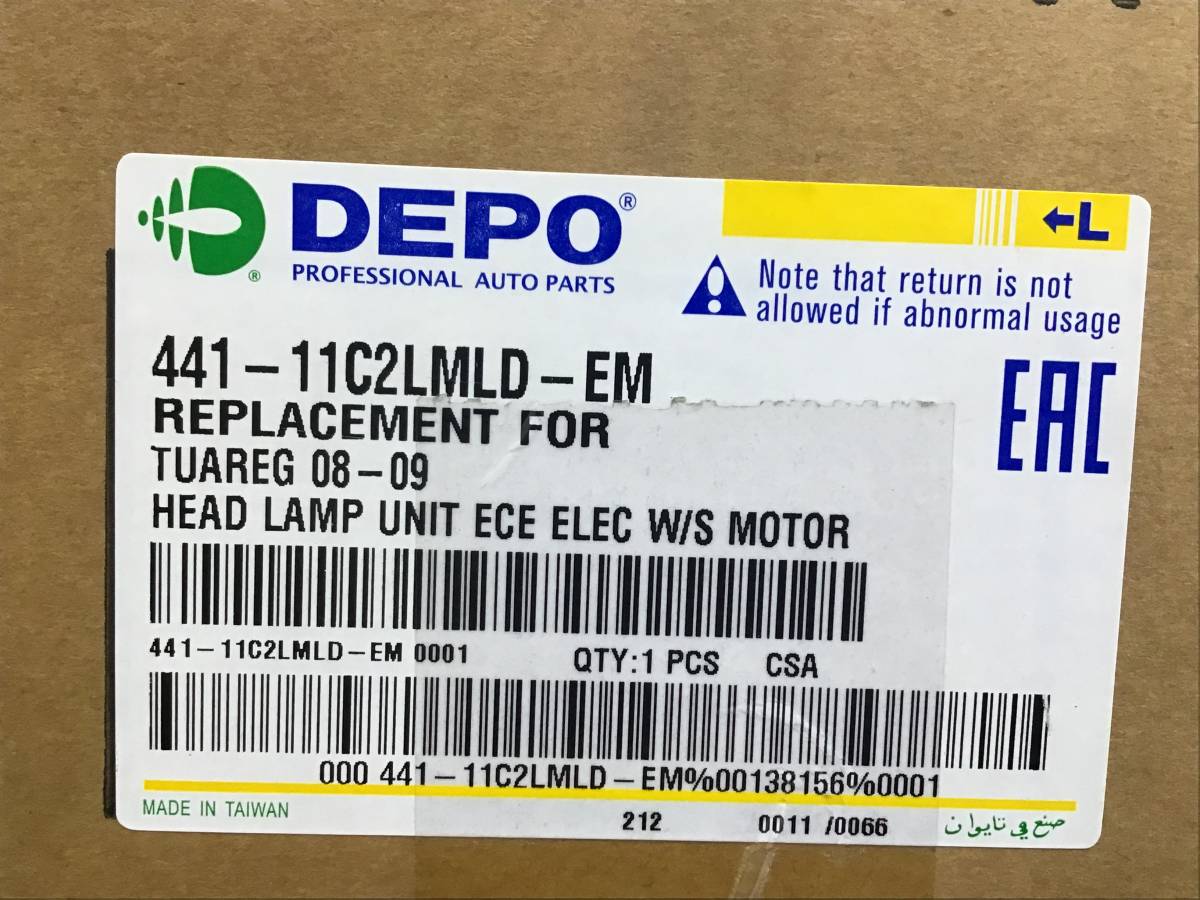 DEPO®
PROFESSIONAL AUTO PARTS
®
←L
Note that return is not
allowed if abnormal usage
441-11C2LMLD-EM
REPLACEMENT FOR
TUAREG 08-09
HEAD LAMP UNIT ECE ELEC W/S MOTOR
EAC
441-11C2LMLD-EM 0001
QTY:1 PCS CSA
000 441-11C2LMLD-EM%00138156%0001
MADE IN TAIWAN
212 0011 /0066
صنع في تايوان